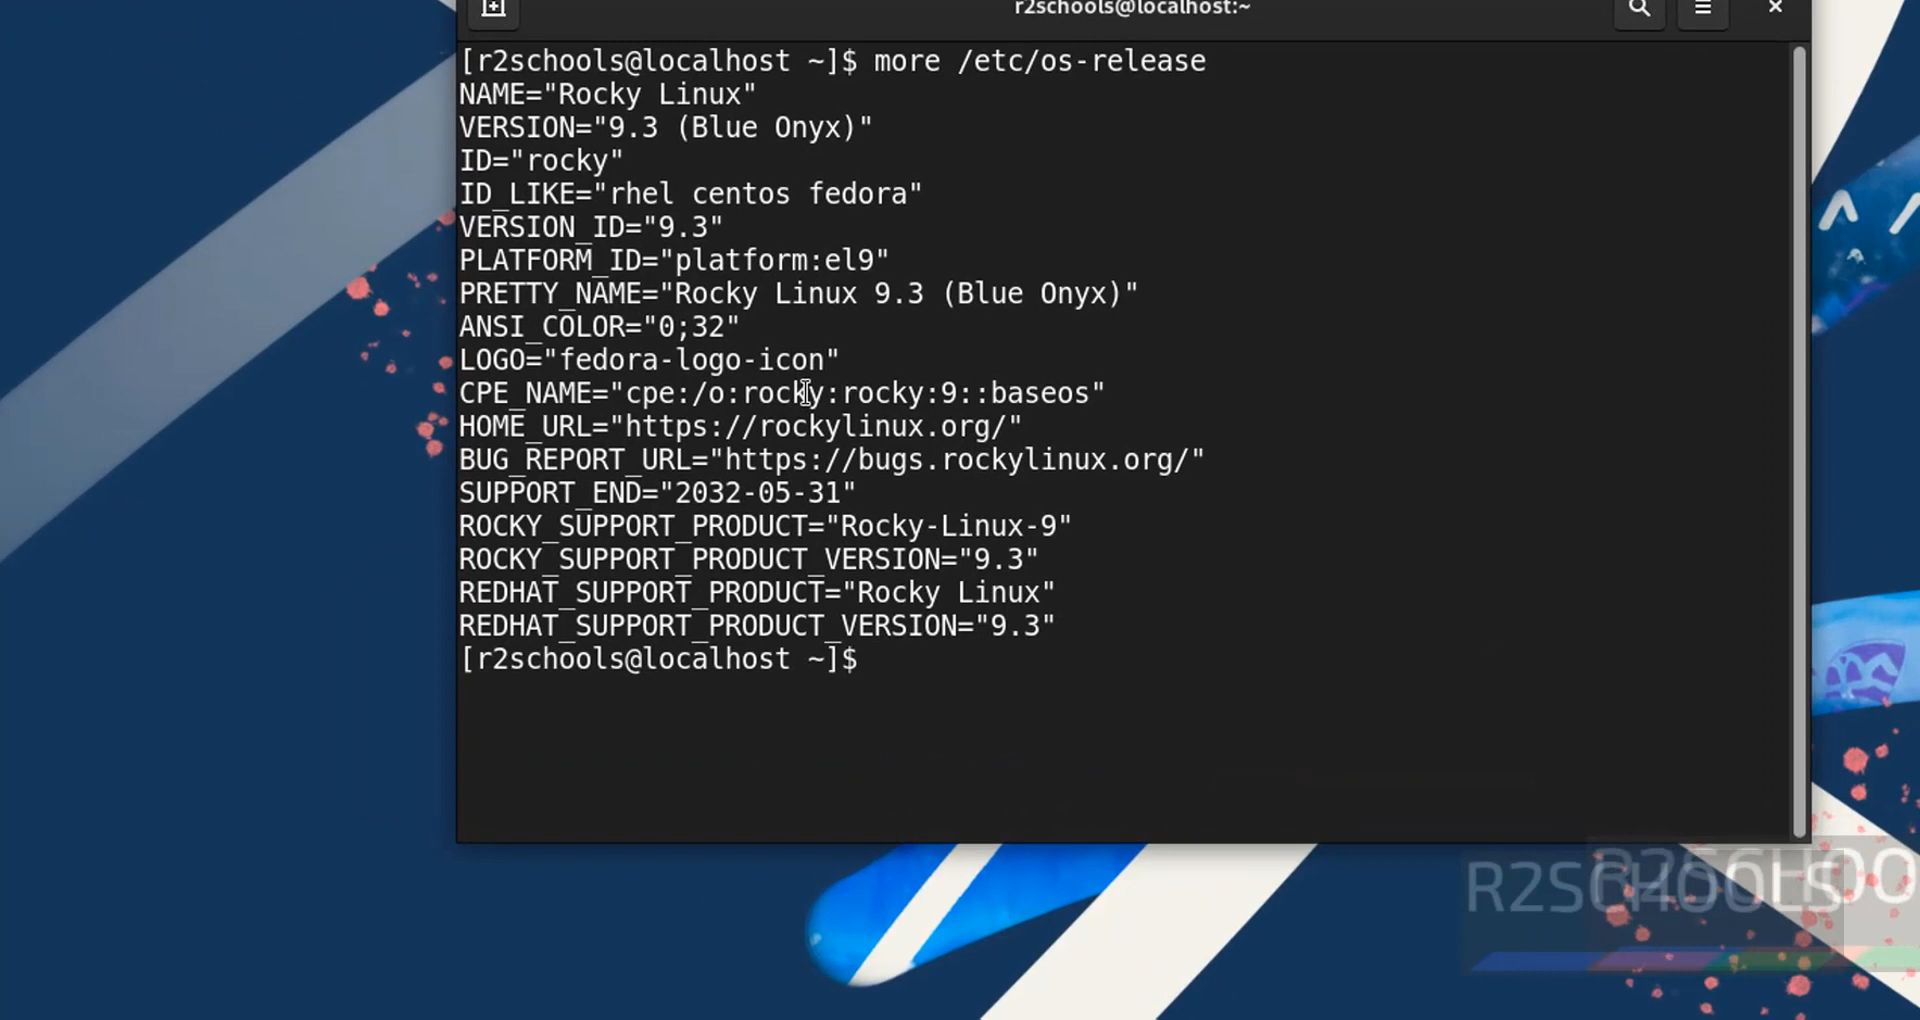 r2schools@localhost:~
[r2schools@localhost ~]$ more /etc/os-release
NAME="Rocky Linux"
VERSION="9.3 (Blue Onyx)"
ID="rocky"
ID_LIKE="rhel centos fedora"
VERSION_ID="9.3"
PLATFORM_ID="platform:el9"
PRETTY_NAME="Rocky Linux 9.3 (Blue Onyx)"
ANSI_COLOR="0;32"
LOGO="fedora-logo-icon"
CPE_NAME="cpe:/o:rocky:rocky:9::baseos"
HOME_URL="https://rockylinux.org/"
BUG_REPORT_URL="https://bugs.rockylinux.org/"
SUPPORT_END="2032-05-31"
ROCKY_SUPPORT_PRODUCT="Rocky-Linux-9"
ROCKY_SUPPORT_PRODUCT_VERSION="9.3"
REDHAT_SUPPORT_PRODUCT="Rocky Linux"
REDHAT_SUPPORT_PRODUCT_VERSION="9.3"
[r2schools@localhost ~]$
R2SCHOOLS